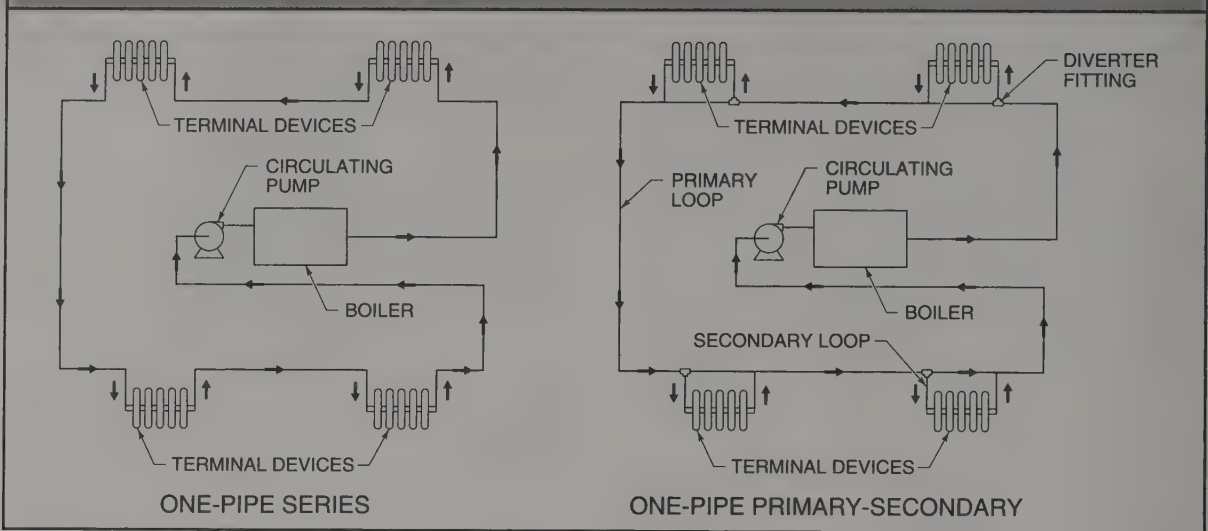 TERMINAL DEVICES
CIRCULATING
PUMP
BOILER
TERMINAL DEVICES
ONE-PIPE SERIES
DIVERTER
FITTING
TERMINAL DEVICES
PRIMARY
LOOP
CIRCULATING
PUMP
BOILER
SECONDARY LOOP
TERMINAL DEVICES
ONE-PIPE PRIMARY-SECONDARY